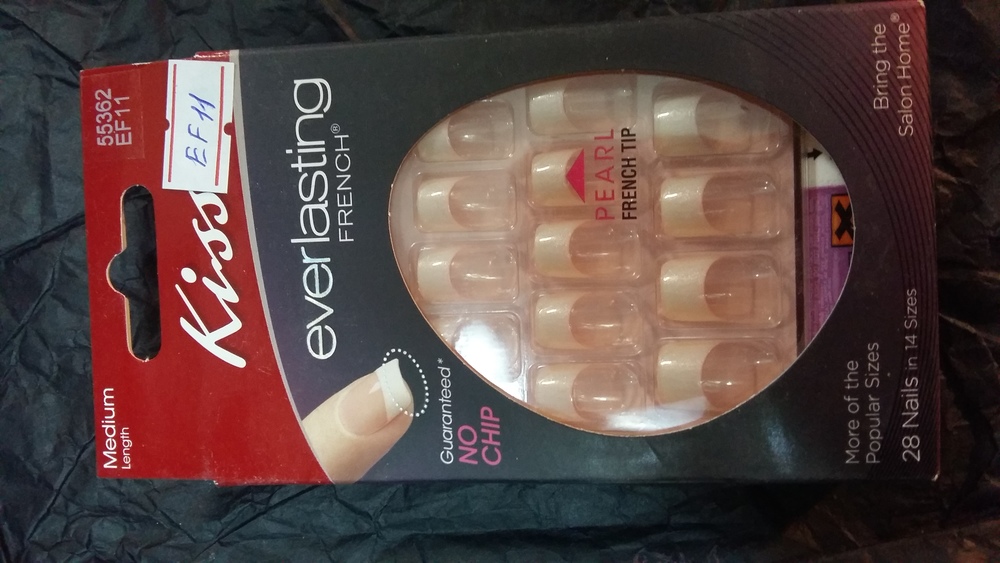 Medium
Length
55362
EF11
EF11
Kiss
everlasting
FRENCH®
Guaranteed*
NO
CHIP
PEARL
FRENCH TIP
More of the
Popular Sizes
28 Nails in 14 Sizes
Bring the
Salon Home®